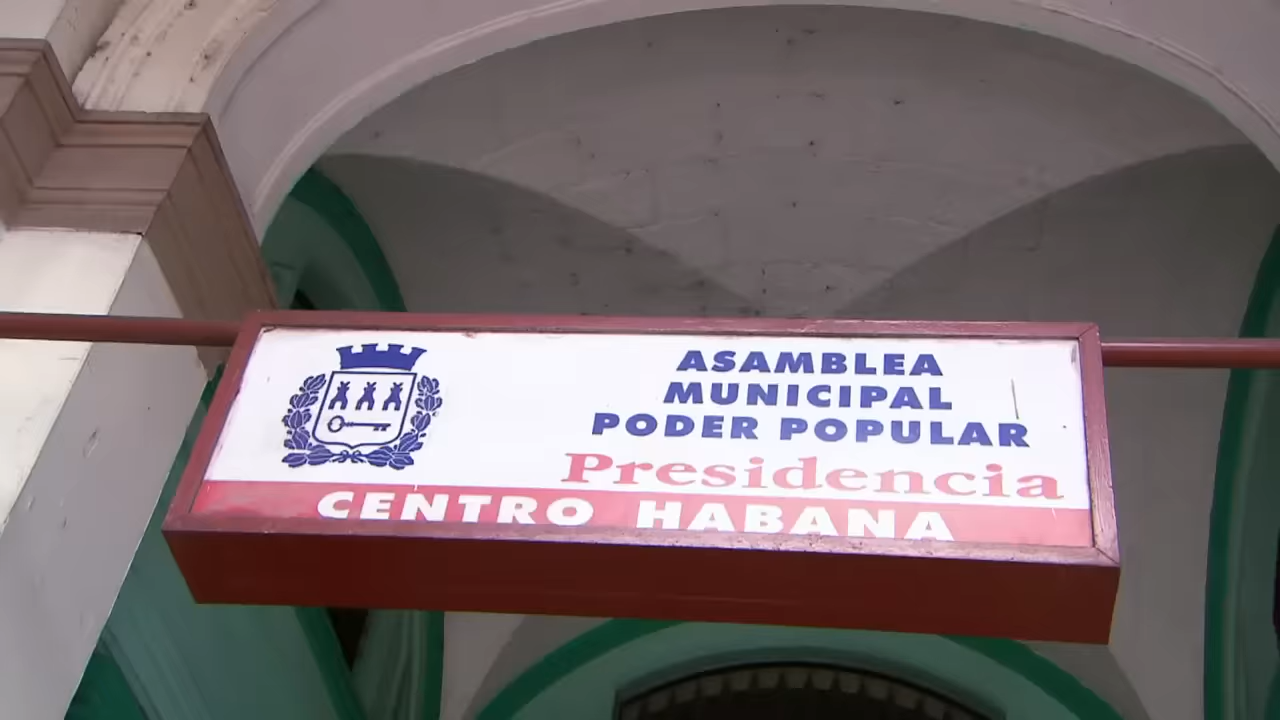 ASAMBLEA
MUNICIPAL
PODER POPULAR
Presidencia
CENTRO HABANA